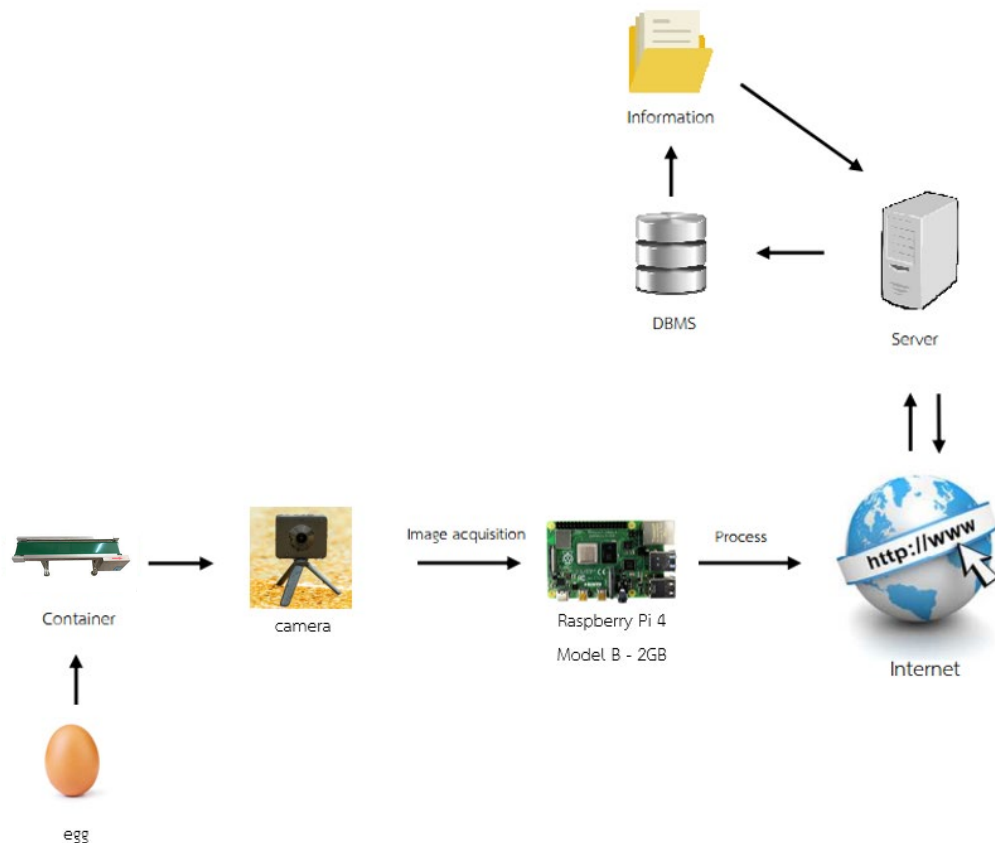 Information
DBMS
Server
Image acquisition
Process
http://www
Container
camera
Raspberry Pi 4
Model B - 2GB
Internet
egg